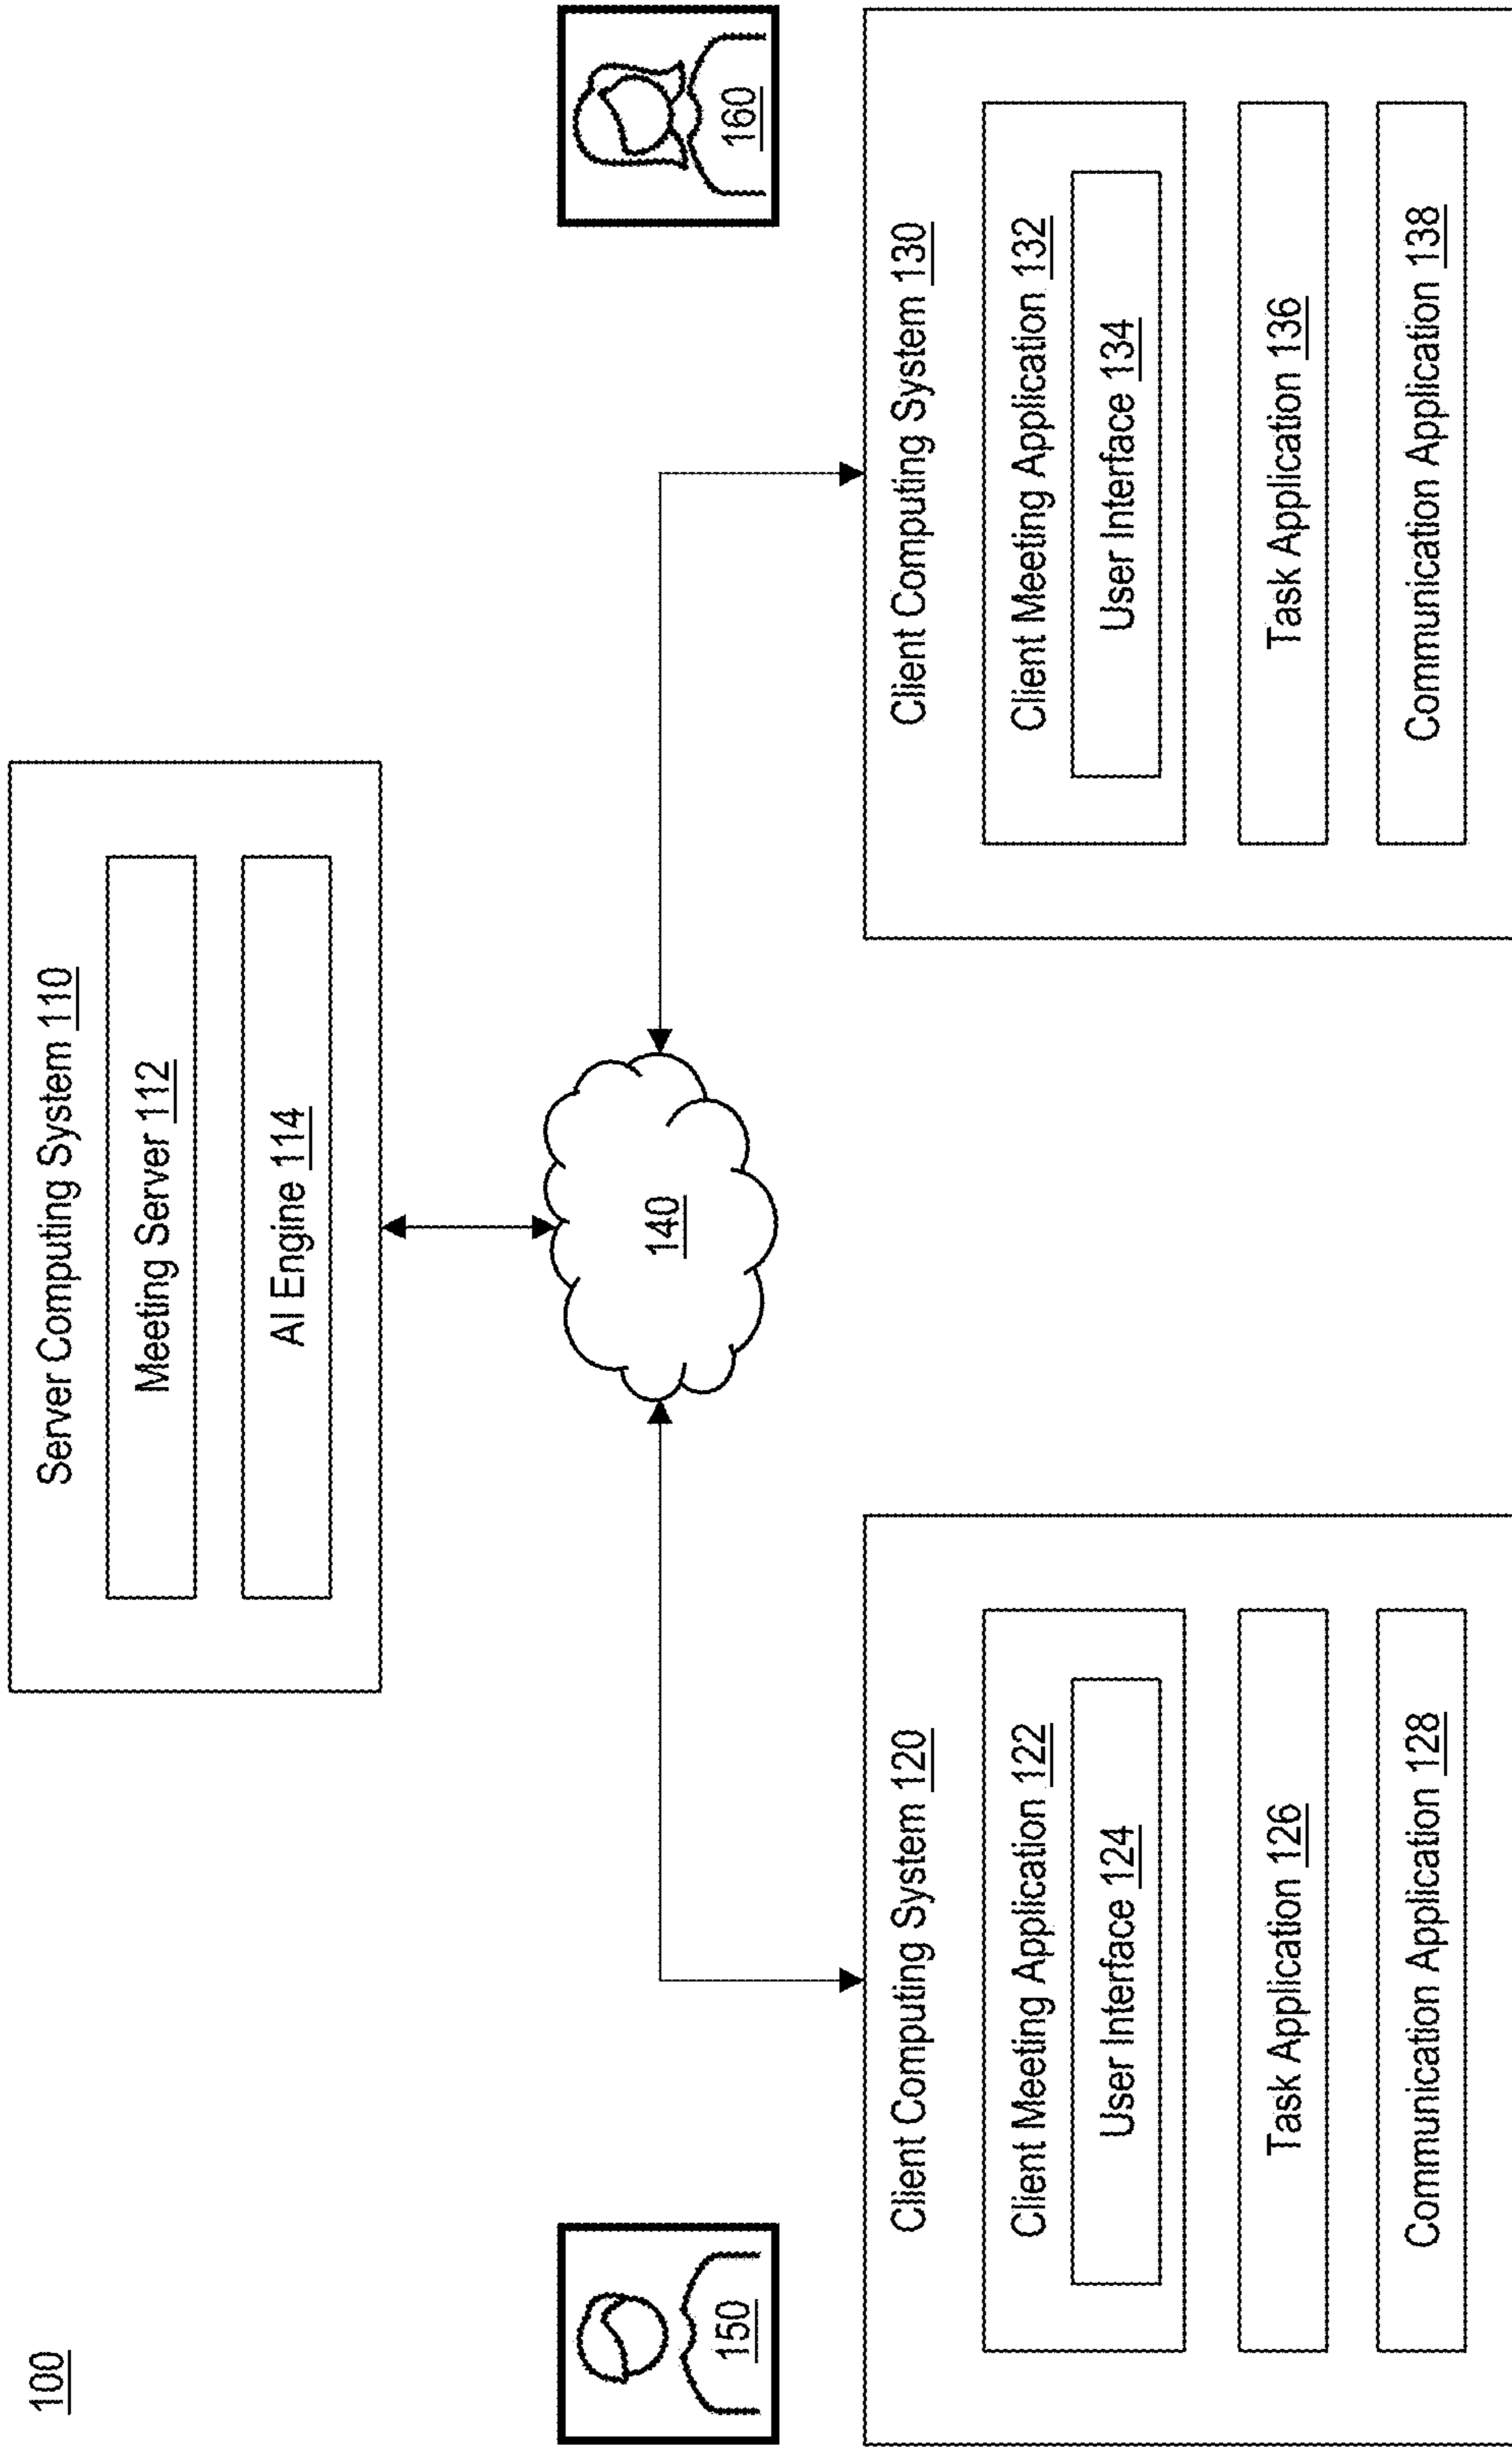 100
Server Computing System 110
Meeting Server 112
AI Engine 114
150
140
160
Client Computing System 120
Client Meeting Application 122
User Interface 124
Task Application 126
Communication Application 128
Client Computing System 130
Client Meeting Application 132
User Interface 134
Task Application 136
Communication Application 138